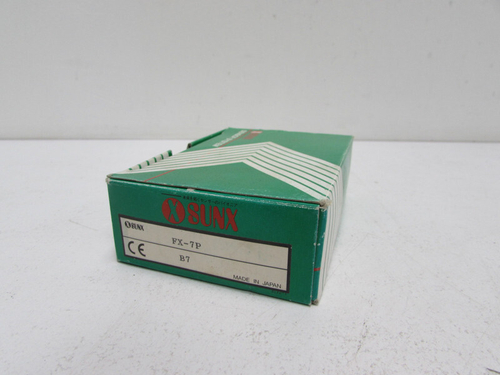 SUNX
SUNX
FX-7P
CE
B7
MADE IN JAPAN